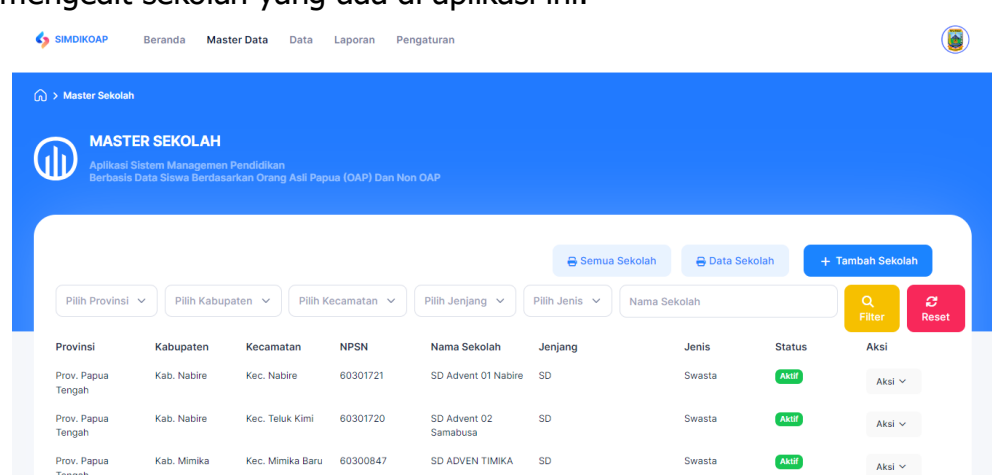 mengedit sekolah yang ada di aplikasi ini.
SIMDIKOAP Beranda Master Data Data Laporan Pengaturan
> Master Sekolah
MASTER SEKOLAH
Aplikasi Sistem Managemen Pendidikan
Berbasis Data Siswa Berdasarkan Orang Asli Papua (OAP) Dan Non OAP
Semua Sekolah Data Sekolah + Tambah Sekolah
Pilih Provinsi Pilih Kabupaten Pilih Kecamatan Pilih Jenjang Pilih Jenis Nama Sekolah Filter Reset
Provinsi Kabupaten Kecamatan NPSN Nama Sekolah Jenjang Jenis Status Aksi
Prov. Papua Tengah Kab. Nabire Kec. Nabire 60301721 SD Advent 01 Nabire SD Swasta Aktif Aksi
Prov. Papua Tengah Kab. Nabire Kec. Teluk Kimi 60301720 SD Advent 02 Samabusa SD Swasta Aktif Aksi
Prov. Papua Tengah Kab. Mimika Kec. Mimika Baru 60300847 SD ADVEN TIMIKA SD Swasta Aktif Aksi